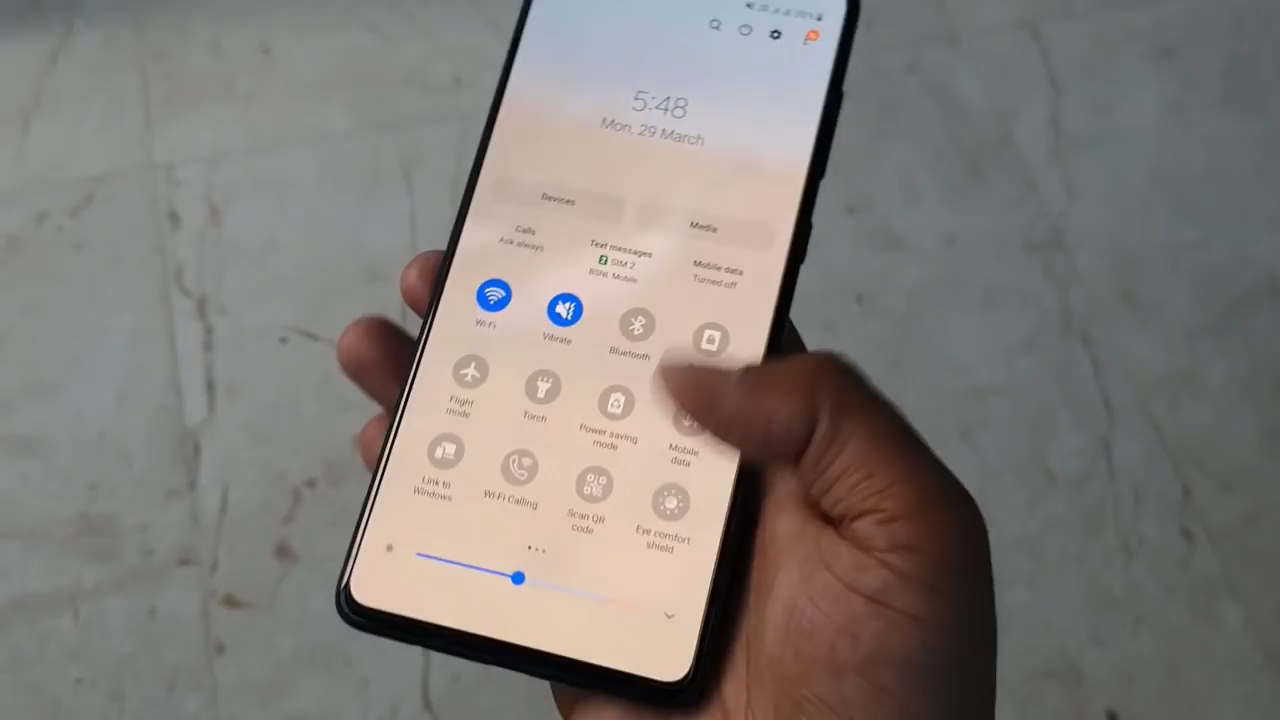 5:48
Mon, 29 March
Devices
Media
Calls
Ask always
Text messages
2 SIM 2
BSNL Mobile
Mobile data
Turned off
Wi-Fi
Vibrate
Bluetooth
Flight
mode
Torch
Power saving
mode
Mobile
data
Link to
Windows
Wi-Fi Calling
Scan QR
code
Eye comfort
shield